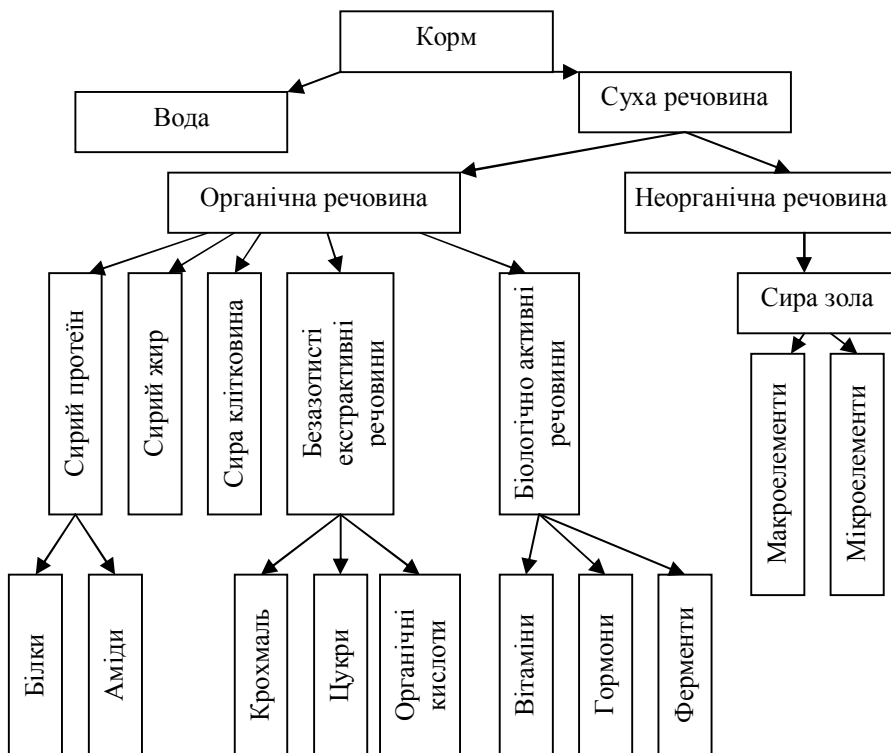 Корм
Вода
Суха речовина
Органічна речовина
Неорганічна речовина
Сирий протеїн
Сирий жир
Сира клітковина
Безазотисті
екстрактивні
речовини
Біологічно активні
речовини
Сира зола
Макроелементи
Мікроелементи
Білки
Аміди
Крохмаль
Цукри
Органічні
кислоти
Вітаміни
Гормони
Ферменти